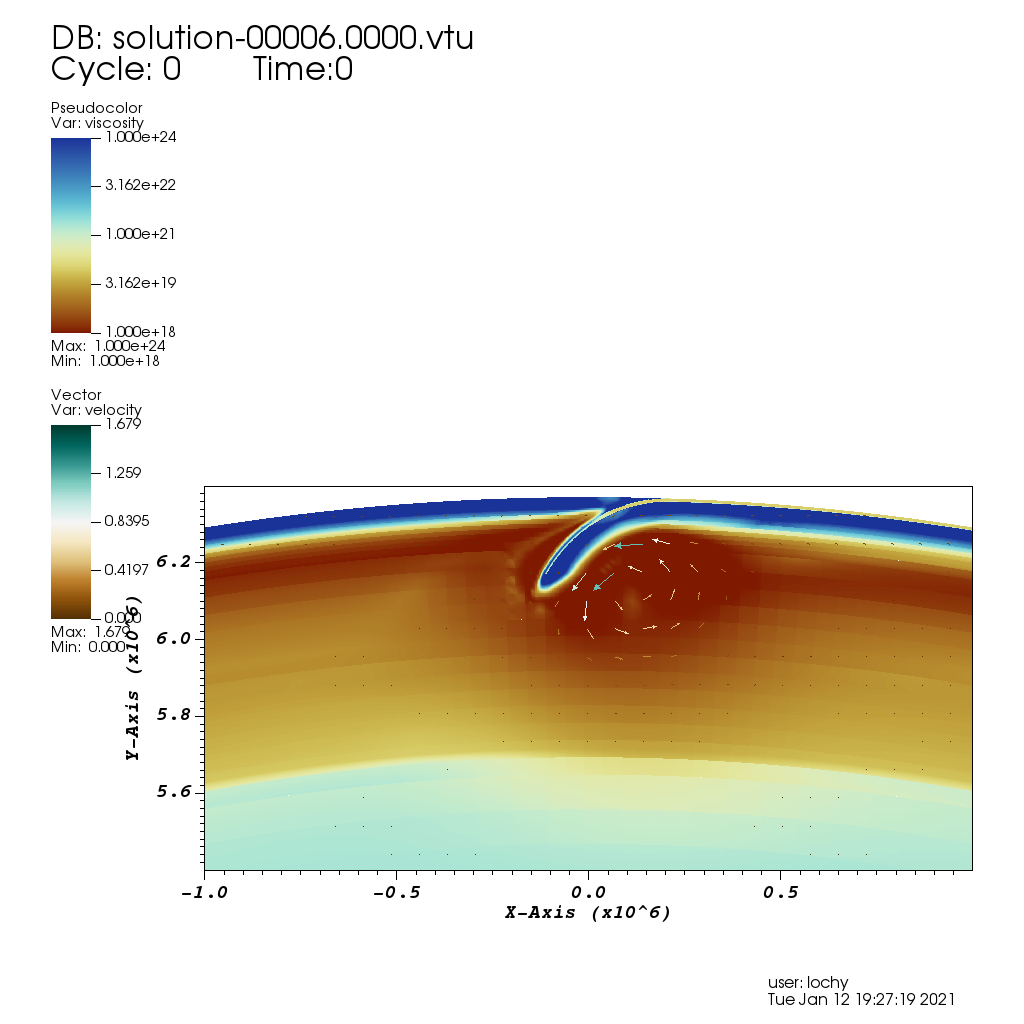 DB: solution-00006.0000.vtu
Cycle: 0 Time:0
Pseudocolor
Var: viscosity
1.000e+24
3.162e+22
1.000e+21
3.162e+19
1.000e+18
Max: 1.000e+24
Min: 1.000e+18
Vector
Var: velocity
1.679
1.259
0.8395
0.4197
0.000
Max: 1.679
Min: 0.000
Y-Axis (x10^6)
6.2
6.0
5.8
5.6
-1.0 -0.5 0.0 0.5
X-Axis (x10^6)
user: lochy
Tue Jan 12 19:27:19 2021